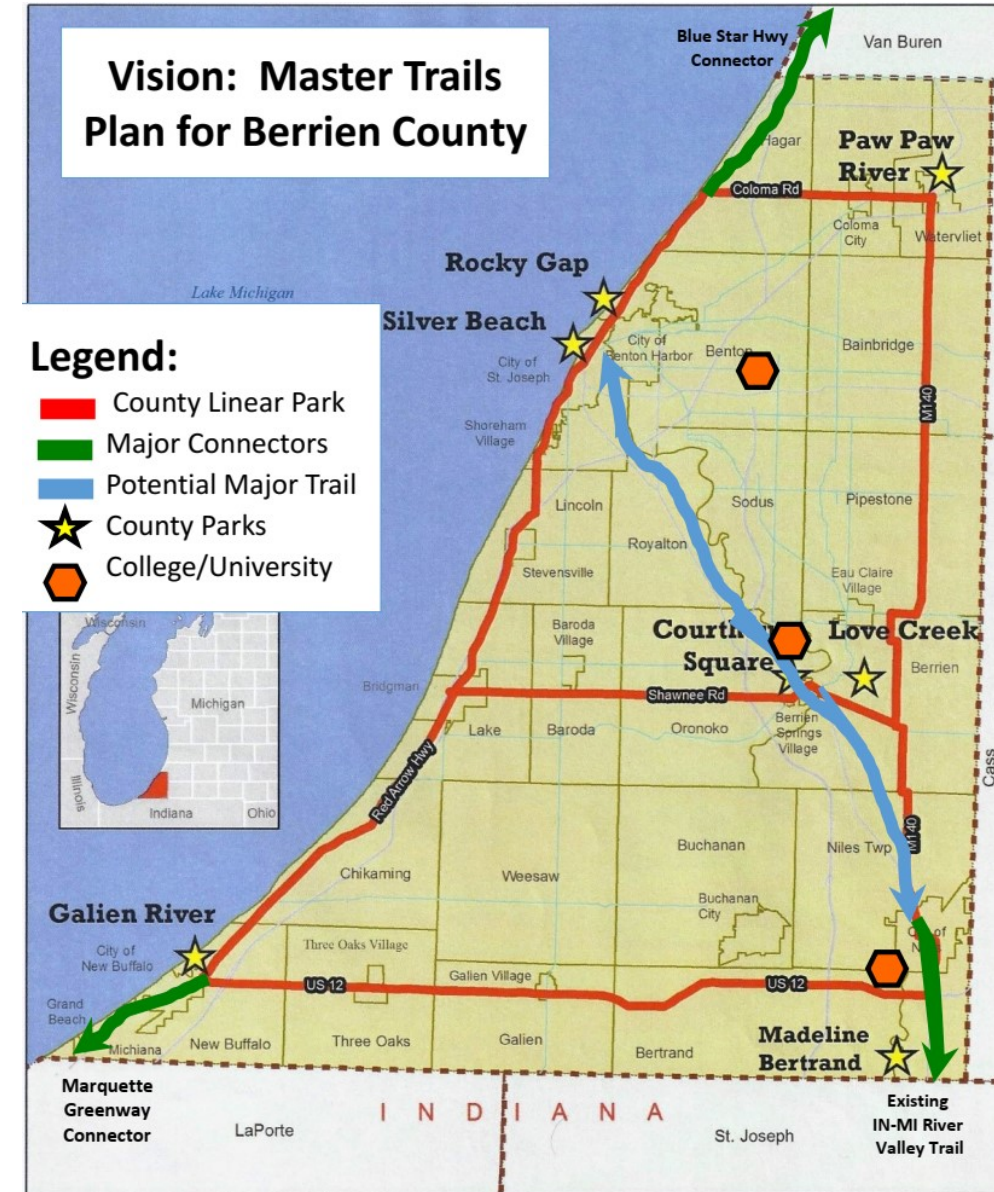 Vision: Master Trails
Plan for Berrien County
Blue Star Hwy
Connector
Van Buren
Hagar
Paw Paw
River
Coloma Rd
Coloma
City
Watervliet
Rocky Gap
Lake Michigan
Silver Beach
City of
Benton Harbor
Benton
Bainbridge
City of
St. Joseph
M140
Shoreham
Village
Legend:
County Linear Park
Major Connectors
Potential Major Trail
County Parks
College/University
Lincoln
Sodus
Pipestone
Royalton
Stevensville
Eau Claire
Village
Wisconsin
Wisconsin
Michigan
Illinois
Indiana
Ohio
Baroda
Village
Love Creek
Square
Berrien
Bridgman
Shawnee Rd
Lake
Baroda
Oronoko
Berrien
Springs
Village
Cass
Red Arrow Hwy
M140
Buchanan
Niles Twp
Chikaming
Weesaw
Buchanan
City
Galien River
City of
New Buffalo
Three Oaks Village
Galien Village
US 12
US 12
Grand
Beach
Michiana
New Buffalo
Three Oaks
Galien
Bertrand
Madeline
Bertrand
Marquette
Greenway
Connector
INDIANA
LaPorte
St. Joseph
Existing
IN-MI River
Valley Trail